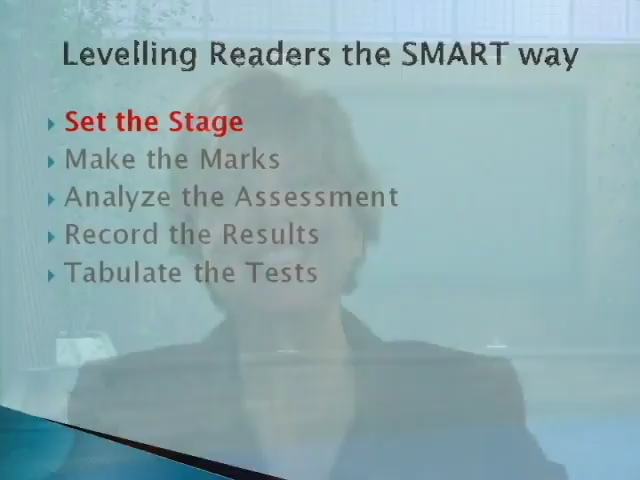 Levelling Readers the SMART way
Set the Stage
Make the Marks
Analyze the Assessment
Record the Results
Tabulate the Tests